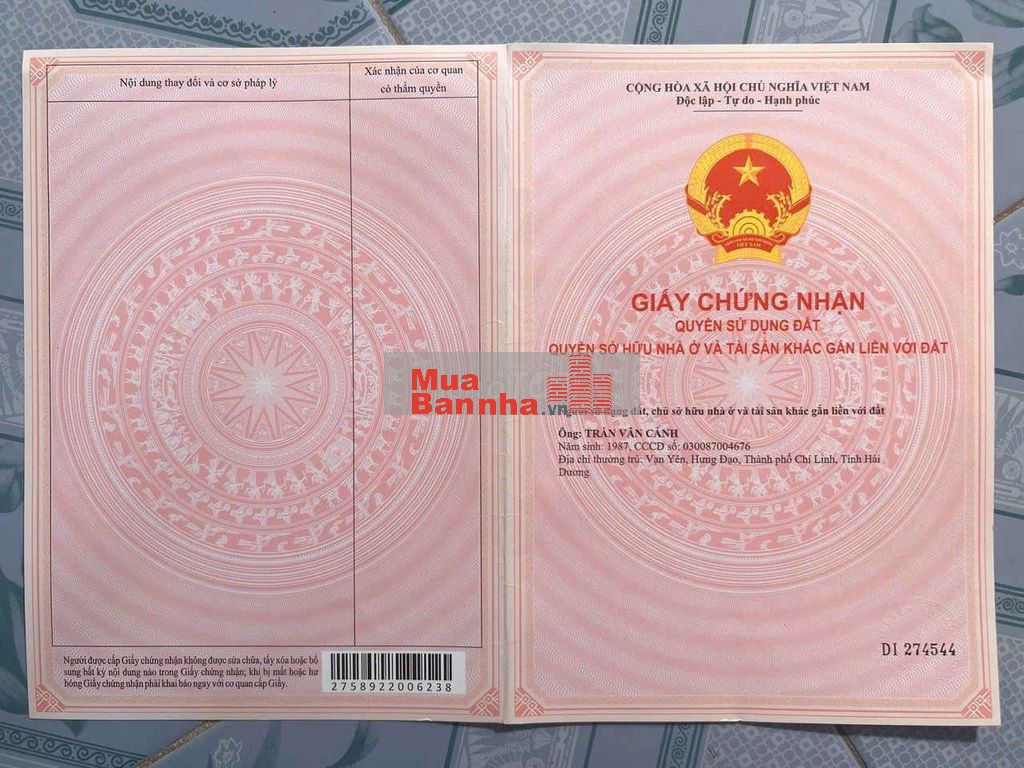 Nội dung thay đổi và cơ sở pháp lý
Xác nhận của cơ quan
có thẩm quyền
Người được cấp Giấy chứng nhận không được sửa chữa, tẩy xóa hoặc bổ
sung bất kỳ nội dung nào trong Giấy chứng nhận; khi bị mất hoặc hư
hỏng Giấy chứng nhận phải khai báo ngay với cơ quan cấp Giấy.
2758922006238
CỘNG HÒA XÃ HỘI CHỦ NGHĨA VIỆT NAM
Độc lập - Tự do - Hạnh phúc
VIỆT NAM
GIẤY CHỨNG NHẬN
QUYỀN SỬ DỤNG ĐẤT
QUYỀN SỞ HỮU NHÀ Ở VÀ TÀI SẢN KHÁC GẮN LIỀN VỚI ĐẤT
Mua
Bannha.vn
dụng đất, chủ sở hữu nhà ở và tài sản khác gắn liền với đất
Ông: TRẦN VĂN CẢNH
Năm sinh: 1987, CCCD số: 030087004676
Địa chỉ thường trú: Vạn Yên, Hưng Đạo, Thành phố Chí Linh, Tỉnh Hải
Dương
DI 274544